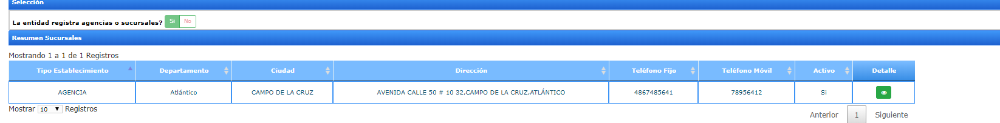 Selección
La entidad registra agencias o sucursales? Si No
Resumen Sucursales
Mostrando 1 a 1 de 1 Registros
Tipo Establecimiento Departamento Ciudad Dirección Teléfono Fijo Teléfono Móvil Activo Detalle
AGENCIA Atlántico CAMPO DE LA CRUZ AVENIDA CALLE 50 # 10 32,CAMPO DE LA CRUZ,ATLÁNTICO 4867485641 78956412 Si
Mostrar 10 Registros
Anterior 1 Siguiente